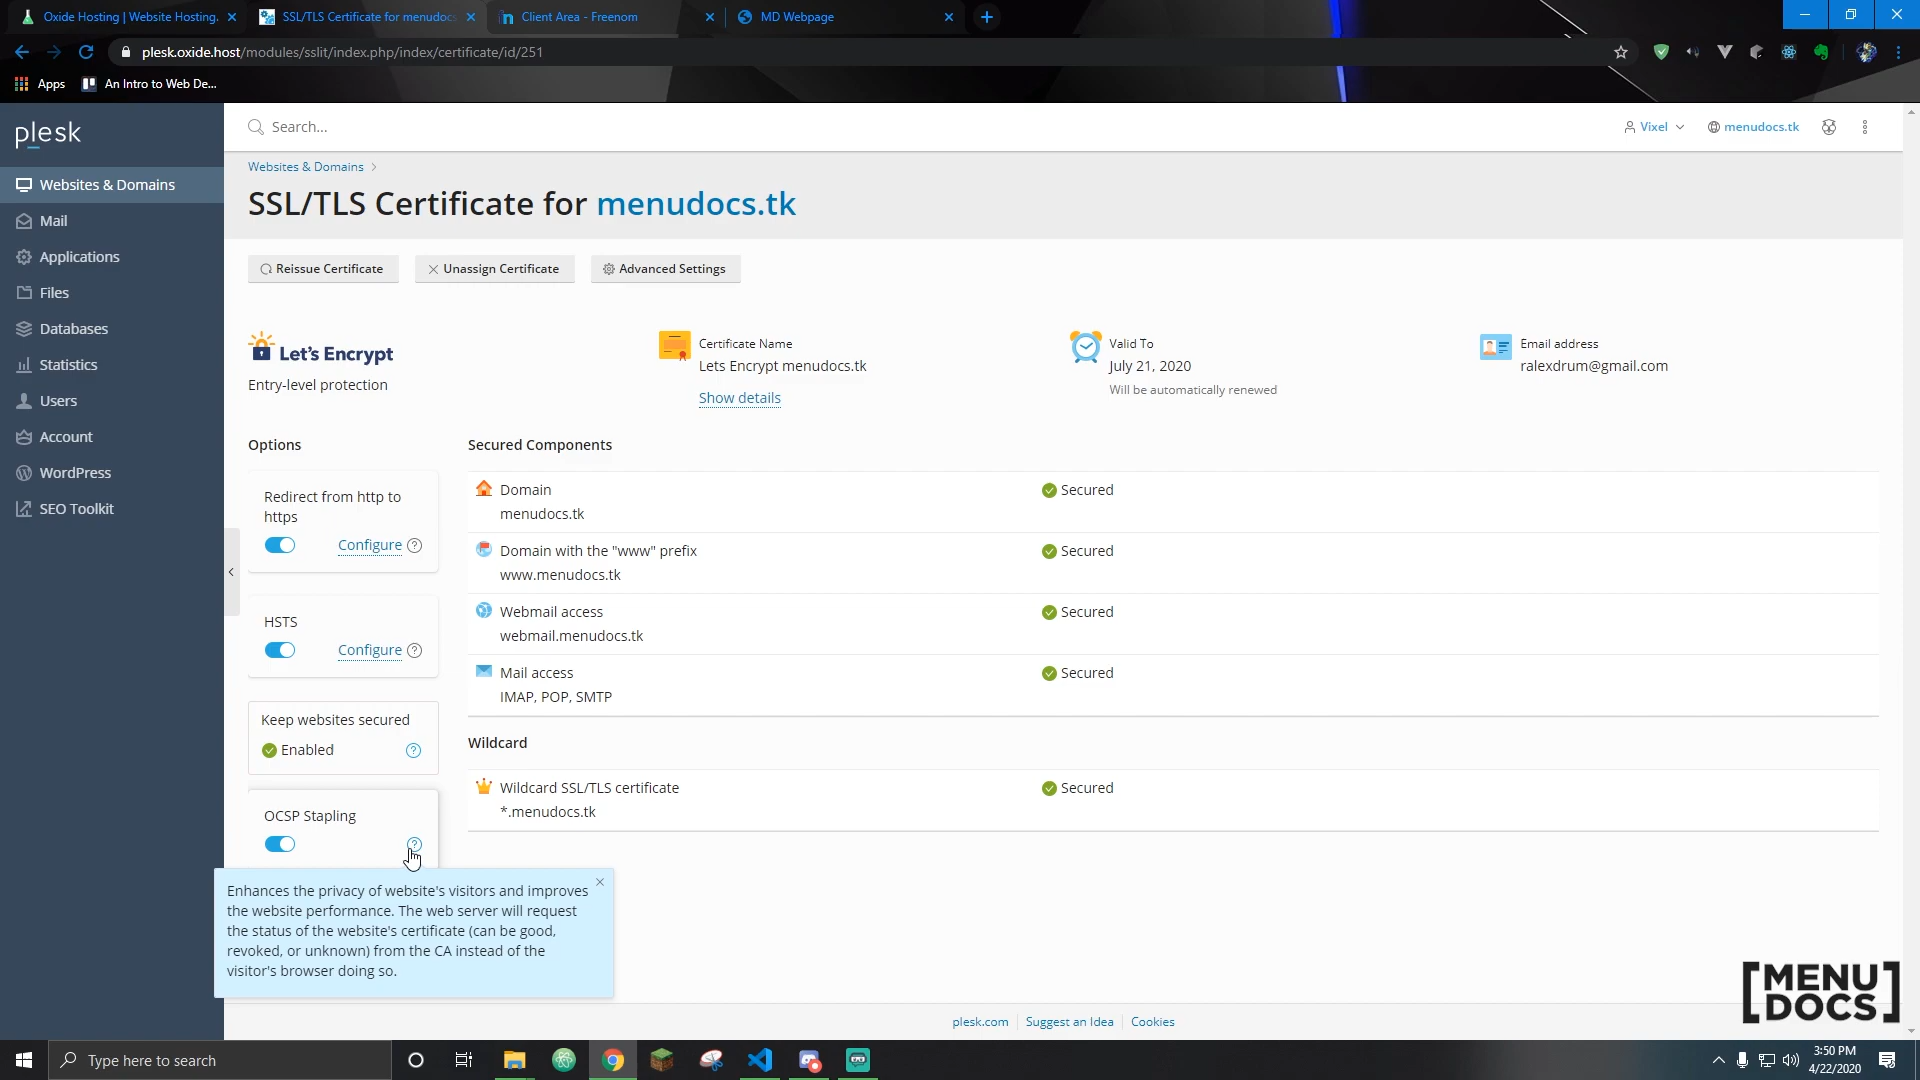 Oxide Hosting | Website Hosting,
SSL/TLS Certificate for menudocs
Client Area - Freenom
MD Webpage
plesk.oxide.host/modules/sslit/index.php/index/certificate/id/251
Apps
An Intro to Web De...
plesk
Search...
Vixel
menudocs.tk
Websites & Domains
Mail
Applications
Files
Databases
Statistics
Users
Account
WordPress
SEO Toolkit
Websites & Domains >
SSL/TLS Certificate for menudocs.tk
Reissue Certificate
Unassign Certificate
Advanced Settings
Let's Encrypt
Entry-level protection
Certificate Name
Lets Encrypt menudocs.tk
Show details
Valid To
July 21, 2020
Will be automatically renewed
Email address
ralexdrum@gmail.com
Options
Redirect from http to
https
Configure ?
HSTS
Configure ?
Keep websites secured
Enabled ?
OCSP Stapling
?
Enhances the privacy of website's visitors and improves
the website performance. The web server will request
the status of the website's certificate (can be good,
revoked, or unknown) from the CA instead of the
visitor's browser doing so.
Secured Components
Domain
menudocs.tk
Secured
Domain with the "www" prefix
www.menudocs.tk
Secured
Webmail access
webmail.menudocs.tk
Secured
Mail access
IMAP, POP, SMTP
Secured
Wildcard
Wildcard SSL/TLS certificate
*.menudocs.tk
Secured
[MENU
DOCS]
plesk.com
Suggest an Idea
Cookies
Type here to search
3:50 PM
4/22/2020